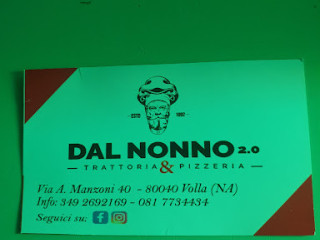 ESTD 1997
DAL NONNO 2.0
— TRATTORIA & PIZZERIA —
Via A. Manzoni 40 - 80040 Volla (NA)
Info: 349 2692169 - 081 7734434
Seguici su: